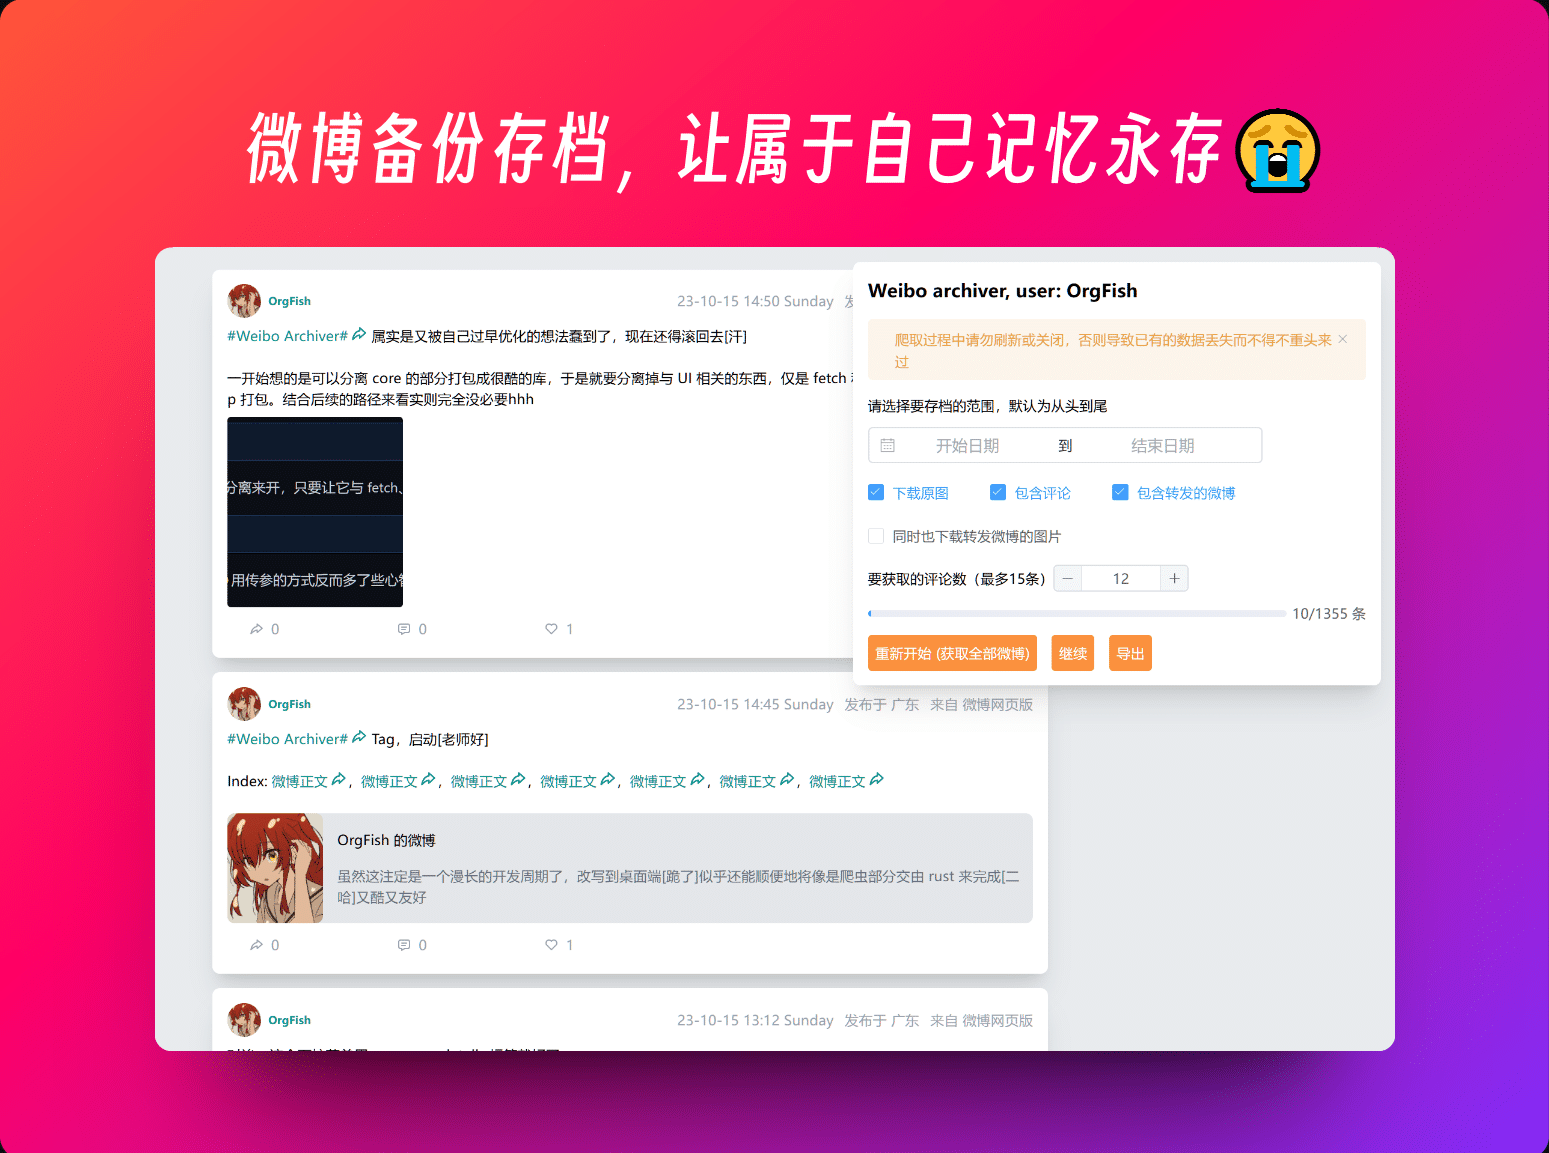 微博备份存档，让属于自己记忆永存
OrgFish
23-10-15 14:50 Sunday
#Weibo Archiver# 属实是又被自己过早优化的想法蠢到了，现在还得滚回去[汗]
一开始想的是可以分离 core 的部分打包成很酷的库，于是就要分离掉与 UI 相关的东西，仅是 fetch
p 打包。结合后续的路径来看实则完全没必要hhh
分离来开，只要让它与 fetch、
用传参的方式反而多了些心
0 0 1
Weibo archiver, user: OrgFish
爬取过程中请勿刷新或关闭，否则导致已有的数据丢失而不得不重头来
过
请选择要存档的范围，默认为从头到尾
开始日期 到 结束日期
下载原图 包含评论 包含转发的微博
同时也下载转发微博的图片
要获取的评论数（最多15条） − 12 +
10/1355 条
重新开始 (获取全部微博) 继续 导出
OrgFish
23-10-15 14:45 Sunday 发布于 广东 来自 微博网页版
#Weibo Archiver# Tag，启动[老师好]
Index: 微博正文，微博正文，微博正文，微博正文，微博正文，微博正文，微博正文
OrgFish 的微博
虽然这注定是一个漫长的开发周期了，改写到桌面端[跪了]似乎还能顺便地将像是爬虫部分交由 rust 来完成[二
哈]又酷又友好
0 0 1
OrgFish
23-10-15 13:12 Sunday 发布于 广东 来自 微博网页版